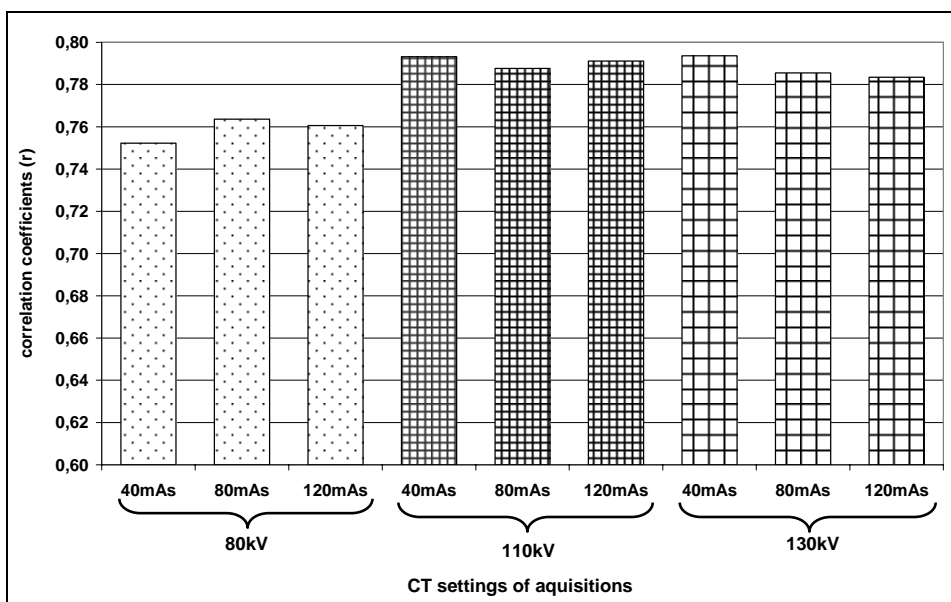 0,80
0,78
0,76
0,74
0,72
0,70
0,68
0,66
0,64
0,62
0,60
correlation coefficients (r)
40mAs 80mAs 120mAs 40mAs 80mAs 120mAs 40mAs 80mAs 120mAs
80kV 110kV 130kV
CT settings of aquisitions